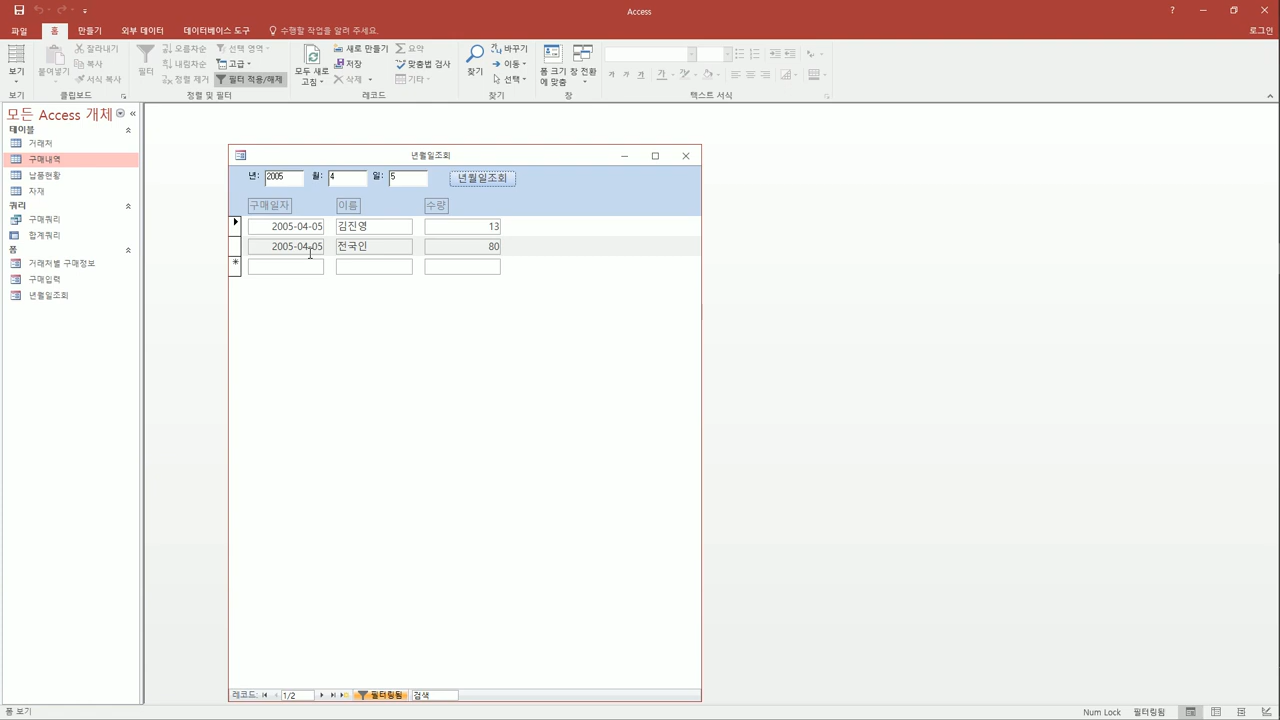 Access
로그인
파일 홈 만들기 외부 데이터 데이터베이스 도구 수행할 작업을 알려 주세요.
보기
붙여넣기
잘라내기
복사
서식 복사
필터
오름차순
내림차순
정렬 제거
선택 영역
고급
필터 적용/해제
모두 새로 고침
새로 만들기
저장
삭제
요약
맞춤법 검사
기타
찾기
바꾸기
이동
선택
폼 크기에 맞춤
창 전환
가 가 가
보기 클립보드 정렬 및 필터 레코드 찾기 창 텍스트 서식
모든 Access 개체
테이블
거래처
구매내역
납품현황
자재
쿼리
구매쿼리
합계쿼리
폼
거래처별 구매정보
구매입력
년월일조회
년월일조회
년: 2005 월: 4 일: 5 년월일조회
구매일자 이름 수량
2005-04-05 김진영 13
2005-04-05 전국인 80
레코드: 1/2 필터링됨 검색
폼 보기 Num Lock 필터링됨